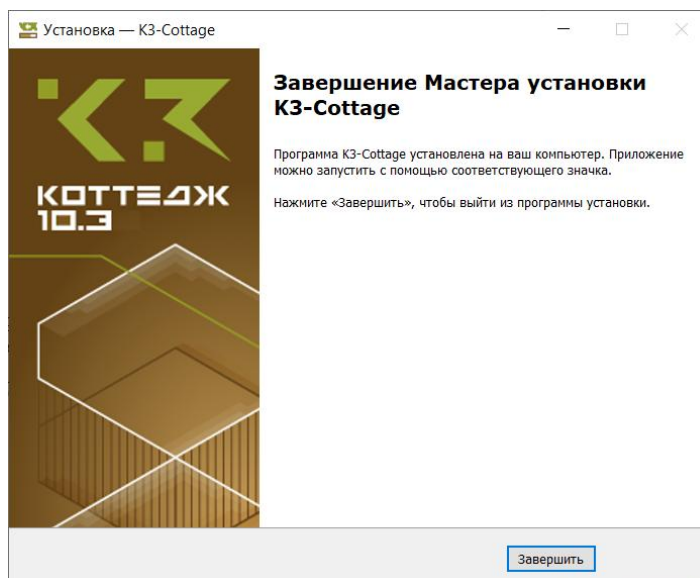 Установка — K3-Cottage
Завершение Мастера установки
K3-Cottage
Программа K3-Cottage установлена на ваш компьютер. Приложение
можно запустить с помощью соответствующего значка.
Нажмите «Завершить», чтобы выйти из программы установки.
К3
КОТТЕДЖ
10.3
Завершить